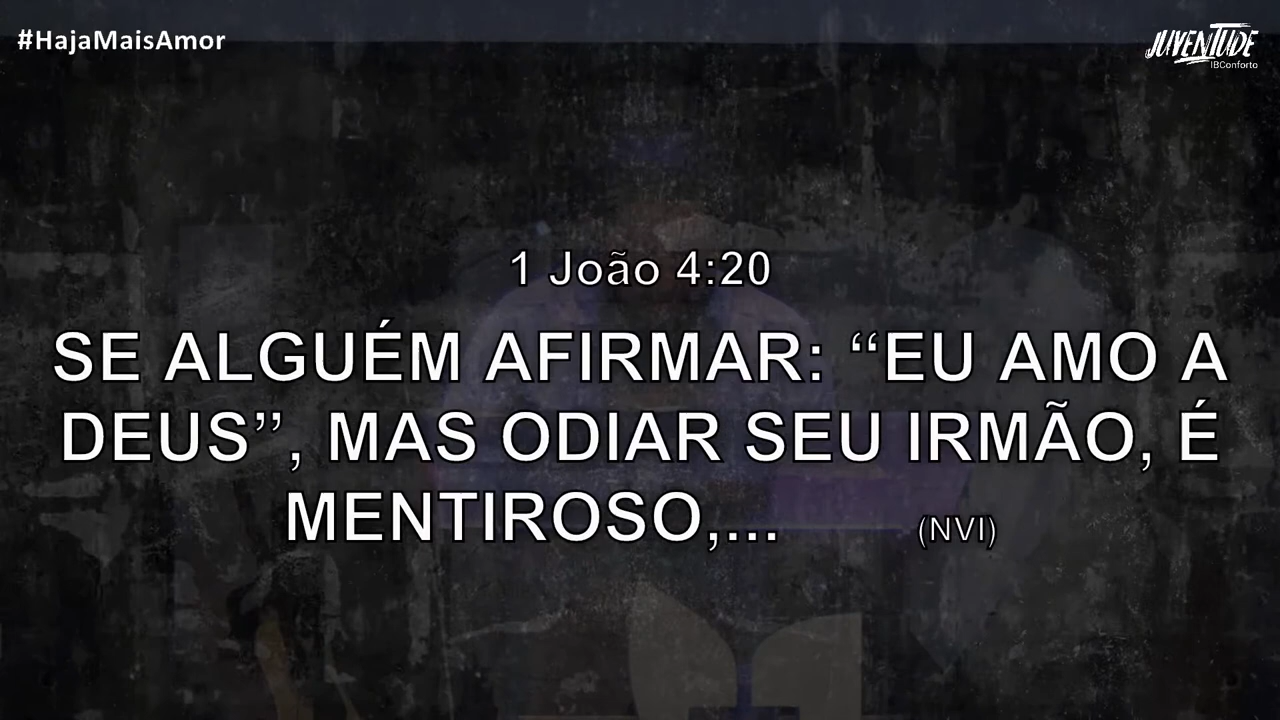 #HajaMaisAmor
JUVENTUDE
IBConforto
1 João 4:20
SE ALGUÉM AFIRMAR: “EU AMO A
DEUS”, MAS ODIAR SEU IRMÃO, É
MENTIROSO,... (NVI)